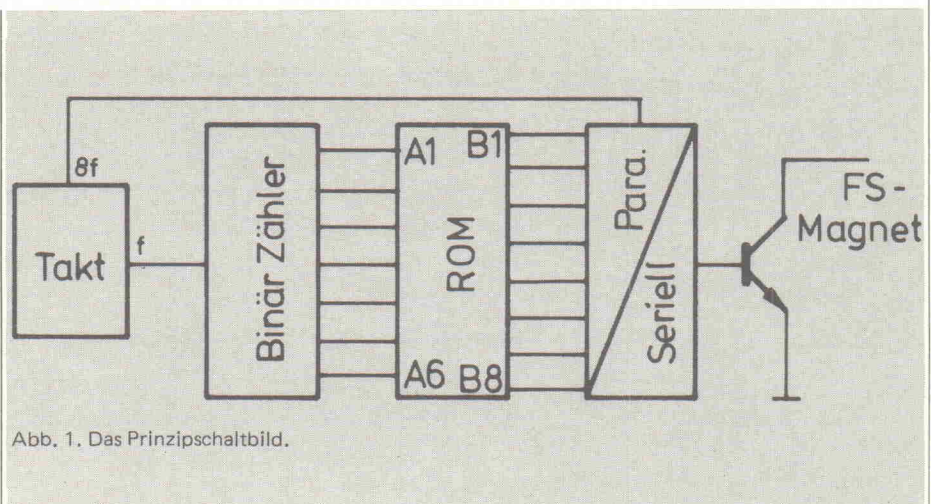 8f
Takt
f
Binär Zähler
A1
B1
ROM
A6
B8
Para.
Seriell
FS-
Magnet
Abb. 1. Das Prinzipschaltbild.